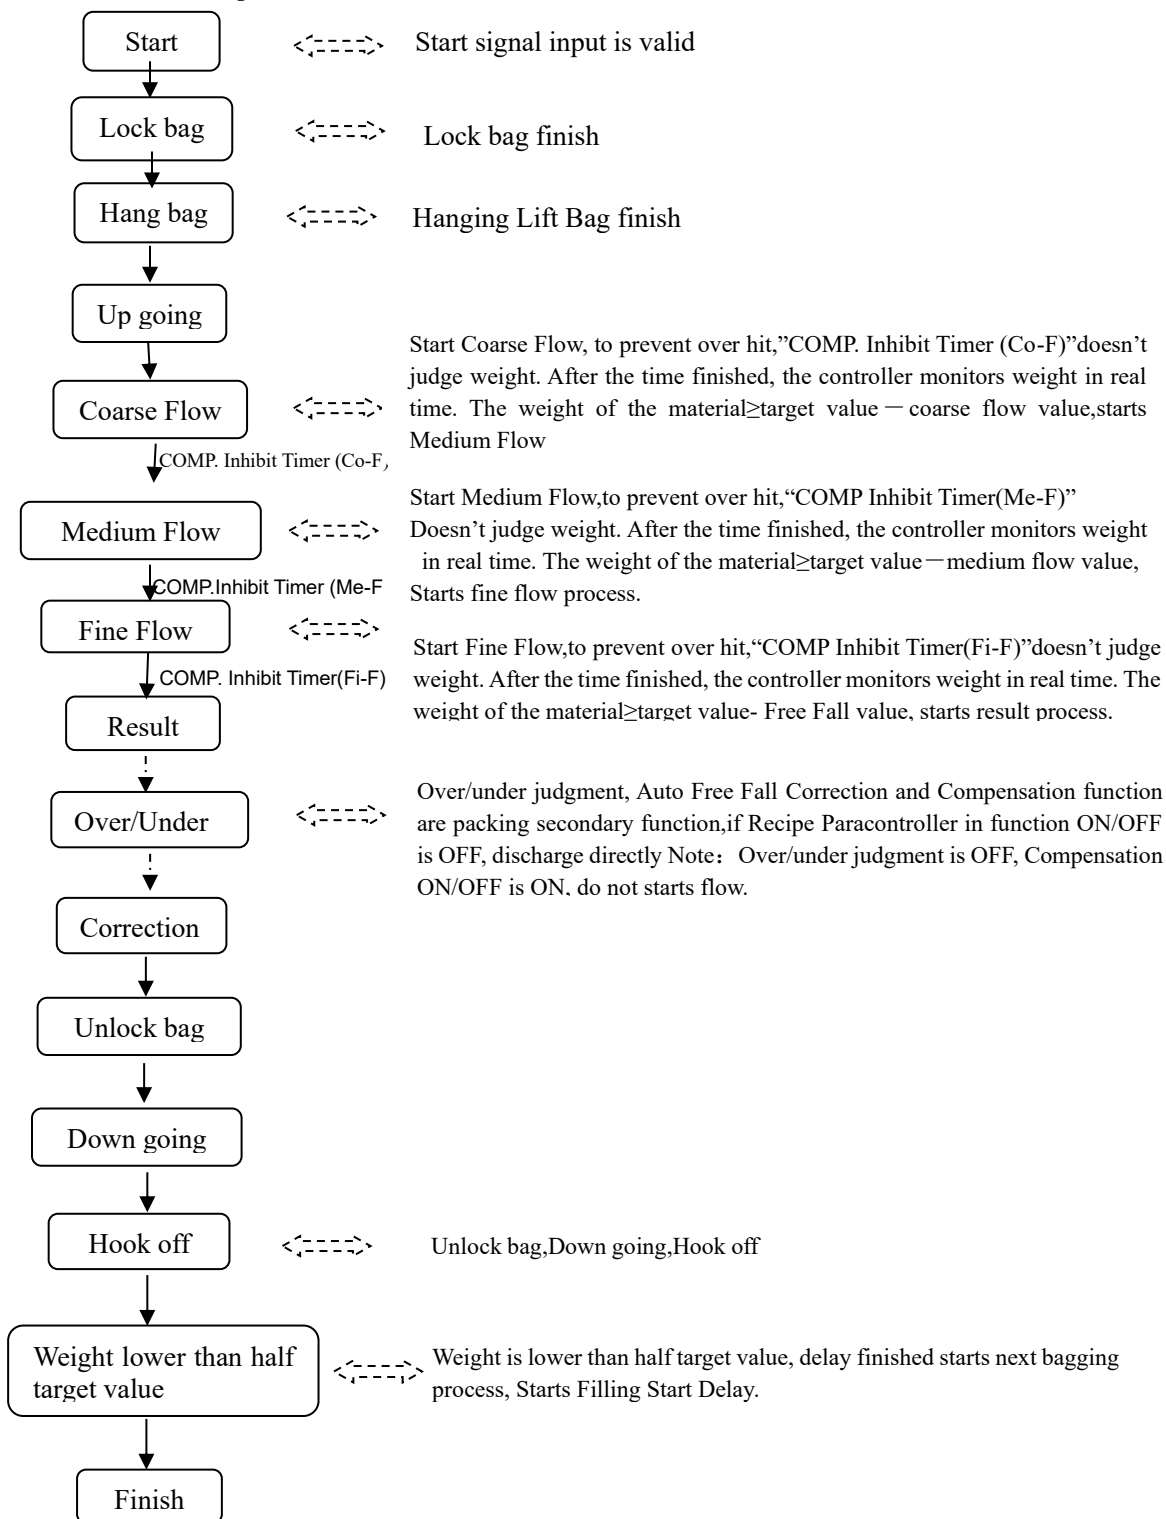 Start
Start signal input is valid
Lock bag
Lock bag finish
Hang bag
Hanging Lift Bag finish
Up going
Start Coarse Flow, to prevent over hit,”COMP. Inhibit Timer (Co-F)”doesn’t
judge weight. After the time finished, the controller monitors weight in real
time. The weight of the material≥target value－coarse flow value,starts
Medium Flow
Coarse Flow
COMP. Inhibit Timer (Co-F)
Start Medium Flow,to prevent over hit,“COMP Inhibit Timer(Me-F)”
Doesn’t judge weight. After the time finished, the controller monitors weight
in real time. The weight of the material≥target value－medium flow value,
Starts fine flow process.
Medium Flow
COMP.Inhibit Timer (Me-F
Fine Flow
Start Fine Flow,to prevent over hit,“COMP Inhibit Timer(Fi-F)”doesn’t judge
weight. After the time finished, the controller monitors weight in real time. The
weight of the material≥target value- Free Fall value, starts result process.
COMP. Inhibit Timer(Fi-F)
Result
Over/Under
Over/under judgment, Auto Free Fall Correction and Compensation function
are packing secondary function,if Recipe Paracontroller in function ON/OFF
is OFF, discharge directly Note：Over/under judgment is OFF, Compensation
ON/OFF is ON, do not starts flow.
Correction
Unlock bag
Down going
Hook off
Unlock bag,Down going,Hook off
Weight lower than half
target value
Weight is lower than half target value, delay finished starts next bagging
process, Starts Filling Start Delay.
Finish